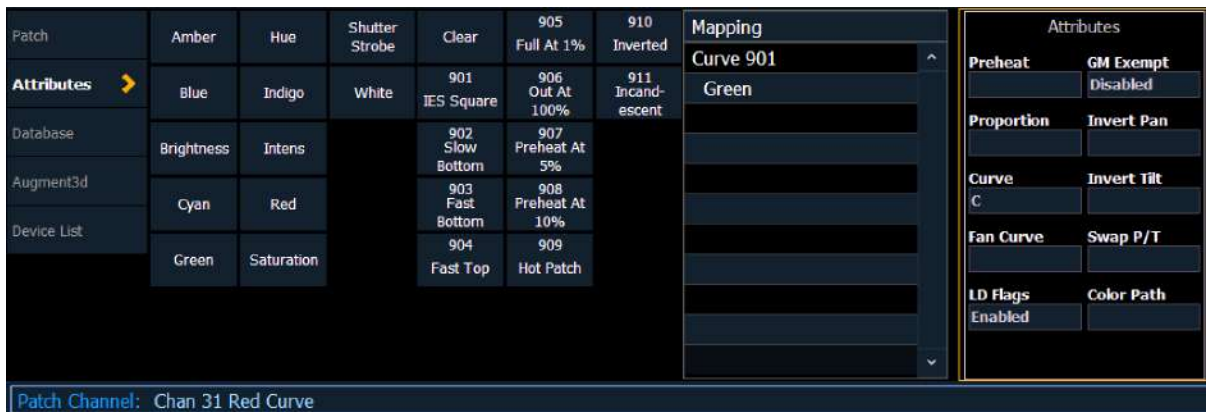 Patch
Attributes
Database
Augment3d
Device List
Amber
Hue
Shutter
Strobe
Clear
905
Full At 1%
910
Inverted
Blue
Indigo
White
901
IES Square
906
Out At
100%
911
Incand-
escent
Brightness
Intens
902
Slow
Bottom
907
Preheat At
5%
Cyan
Red
903
Fast
Bottom
908
Preheat At
10%
Green
Saturation
904
Fast Top
909
Hot Patch
Mapping
Curve 901
Green
Attributes
Preheat
GM Exempt
Disabled
Proportion
Invert Pan
Curve
Invert Tilt
C
Fan Curve
Swap P/T
LD Flags
Color Path
Enabled
Patch Channel: Chan 31 Red Curve